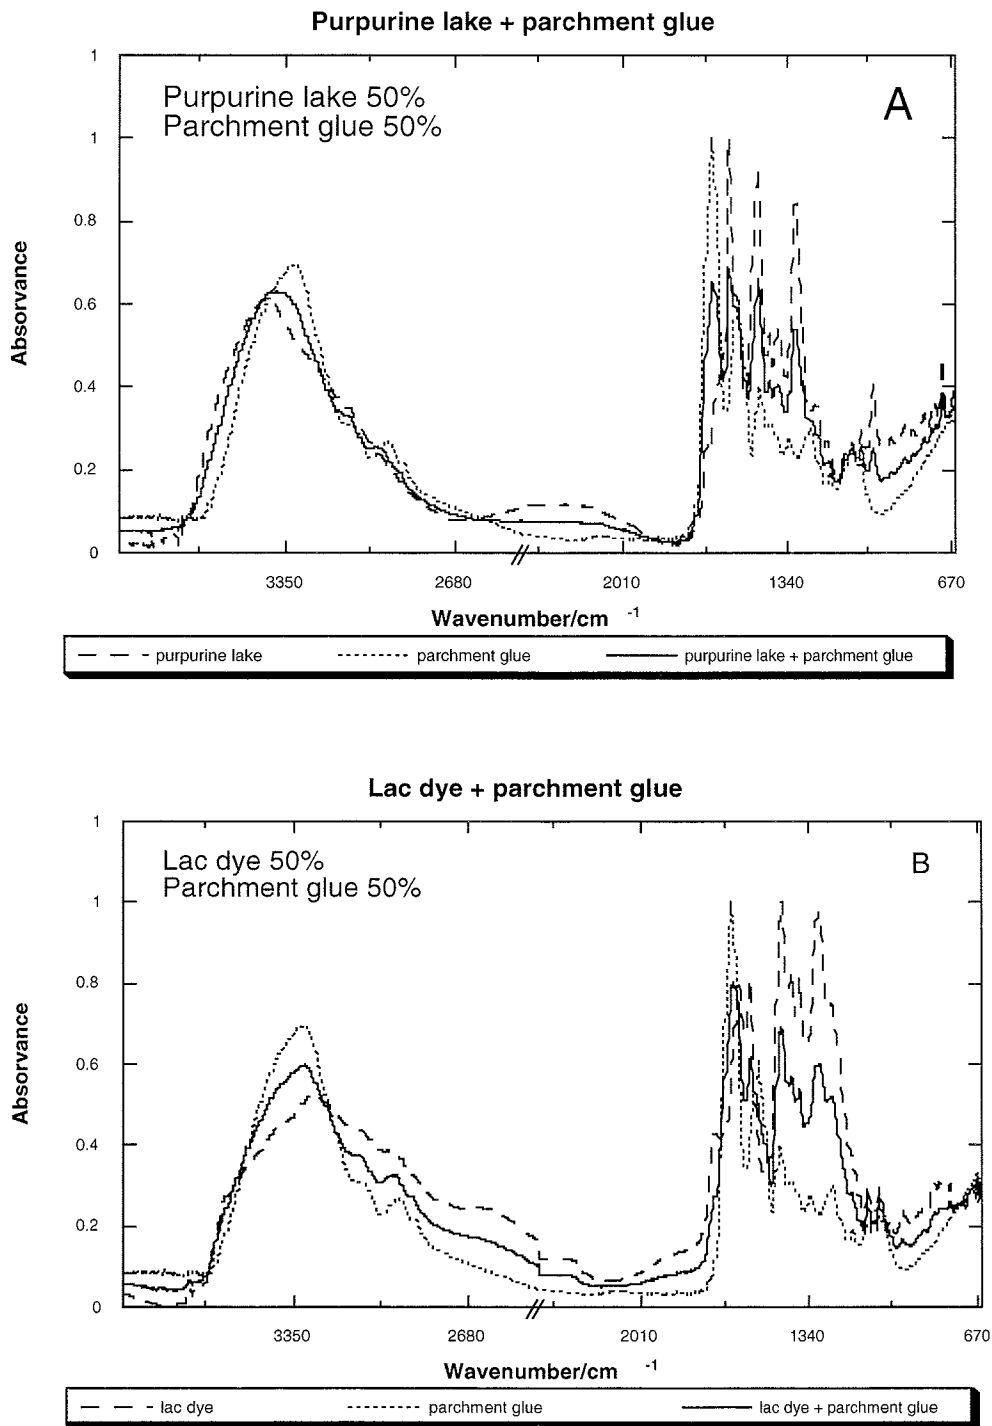 Purpurine lake + parchment glue
1
Purpurine lake 50%
Parchment glue 50%
A
1
0.8
0.6
0.4
0.2
0
Absorvance
3350
2680
2010
1340
670
Wavenumber/cm -1
purpurine lake
parchment glue
purpurine lake + parchment glue
Lac dye + parchment glue
1
Lac dye 50%
Parchment glue 50%
B
1
0.8
0.6
0.4
0.2
0
Absorvance
3350
2680
2010
1340
670
Wavenumber/cm -1
lac dye
parchment glue
lac dye + parchment glue